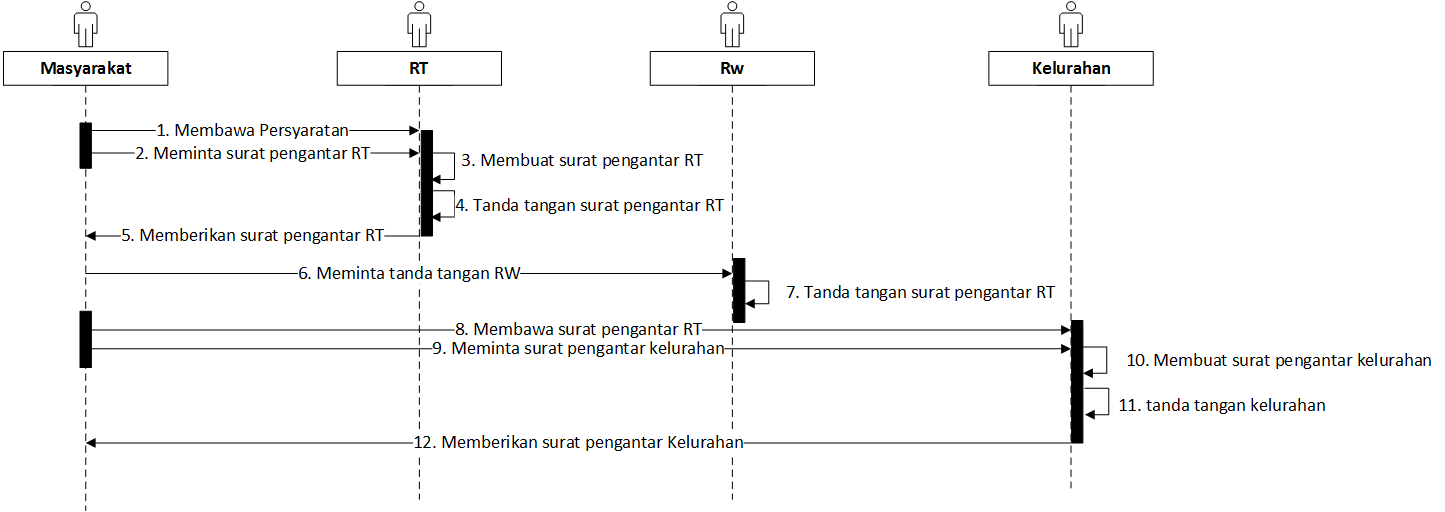 Masyarakat
RT
Rw
Kelurahan
1. Membawa Persyaratan
2. Meminta surat pengantar RT
3. Membuat surat pengantar RT
4. Tanda tangan surat pengantar RT
5. Memberikan surat pengantar RT
6. Meminta tanda tangan RW
7. Tanda tangan surat pengantar RT
8. Membawa surat pengantar RT
9. Meminta surat pengantar kelurahan
10. Membuat surat pengantar kelurahan
11. tanda tangan kelurahan
12. Memberikan surat pengantar Kelurahan